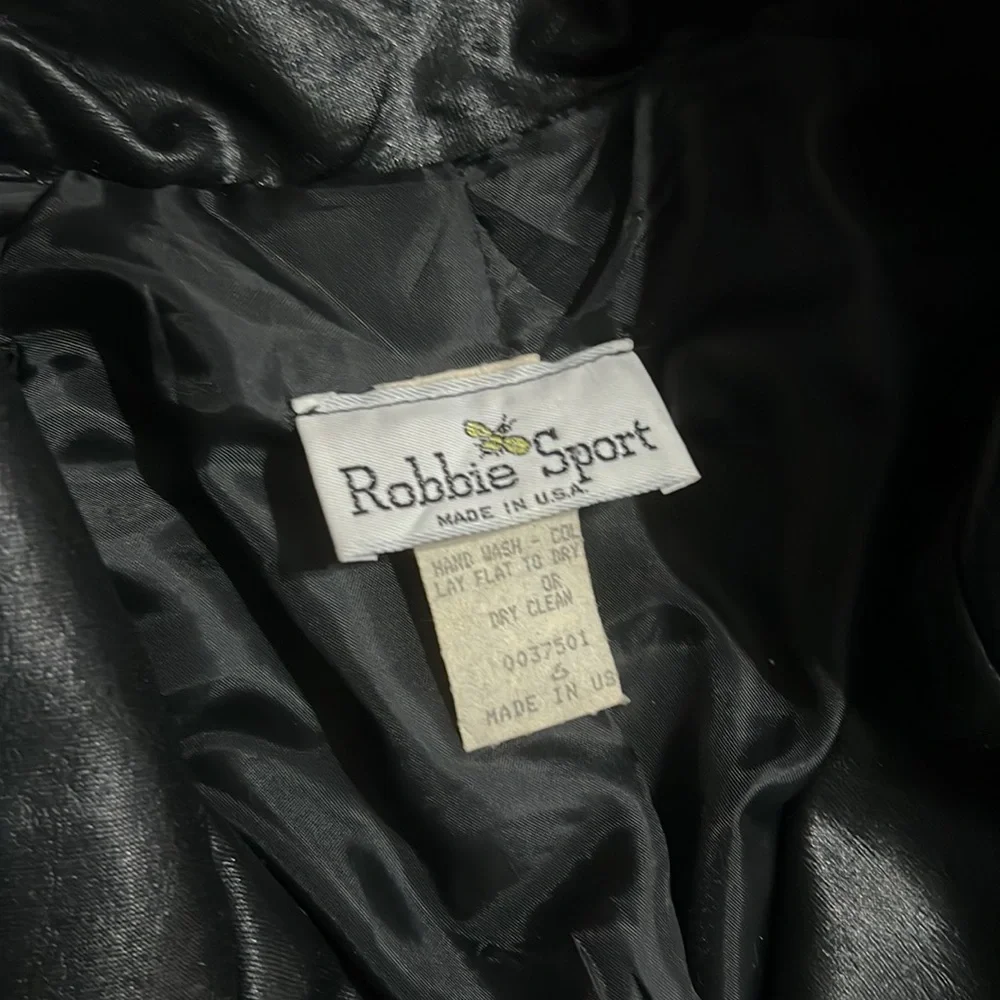 Robbie Sport
MADE IN U.S.A.
HAND WASH - COL
LAY FLAT TO DRY
OR
DRY CLEAN
0037501
6
MADE IN US